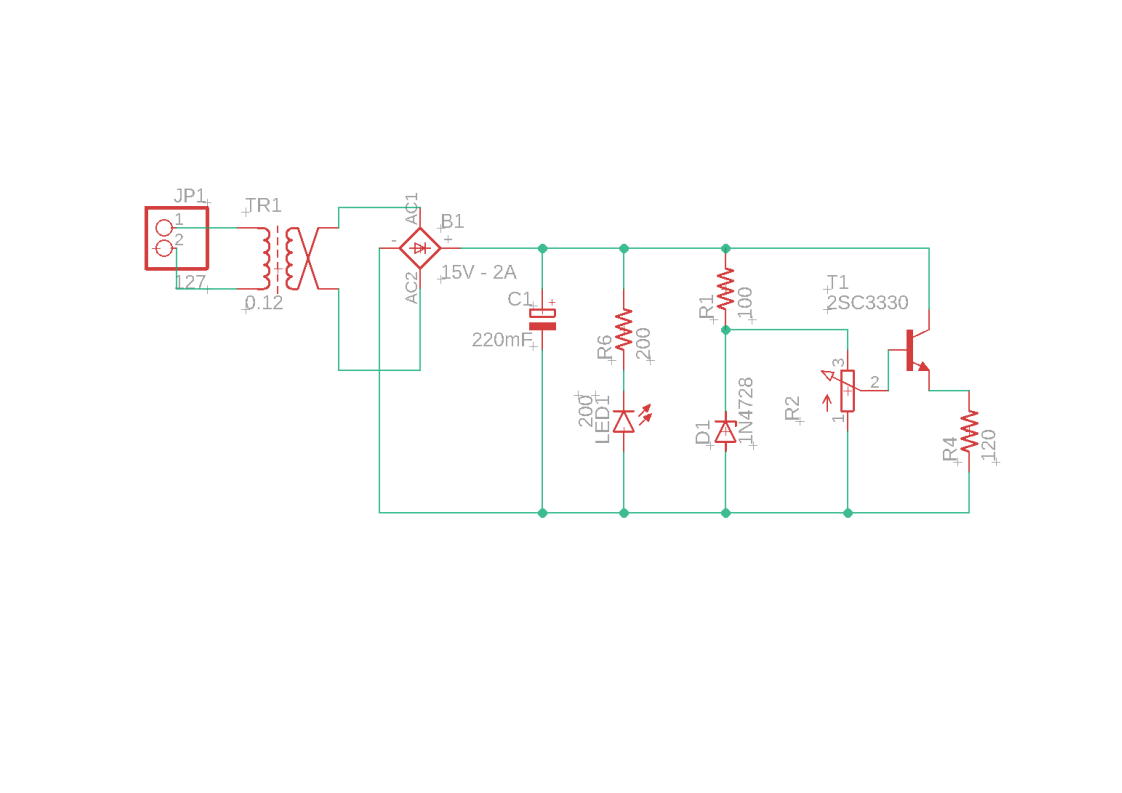 JP1
1
2
127
TR1
0.12
AC1
B1
-
+
AC2
15V - 2A
C1
+
220mF
R6
200
200
LED1
R1
100
D1
1N4728
T1
2SC3330
R2
3
2
1
R4
120